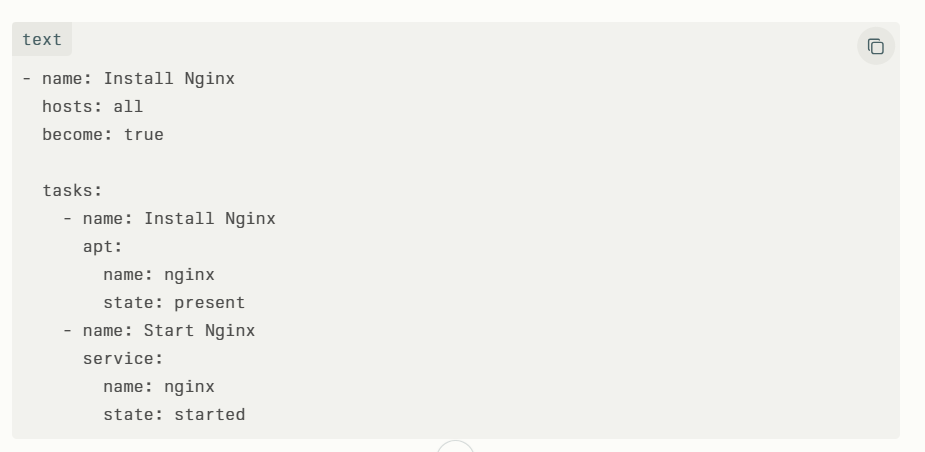 text
- name: Install Nginx
  hosts: all
  become: true

  tasks:
    - name: Install Nginx
      apt:
        name: nginx
        state: present
    - name: Start Nginx
      service:
        name: nginx
        state: started